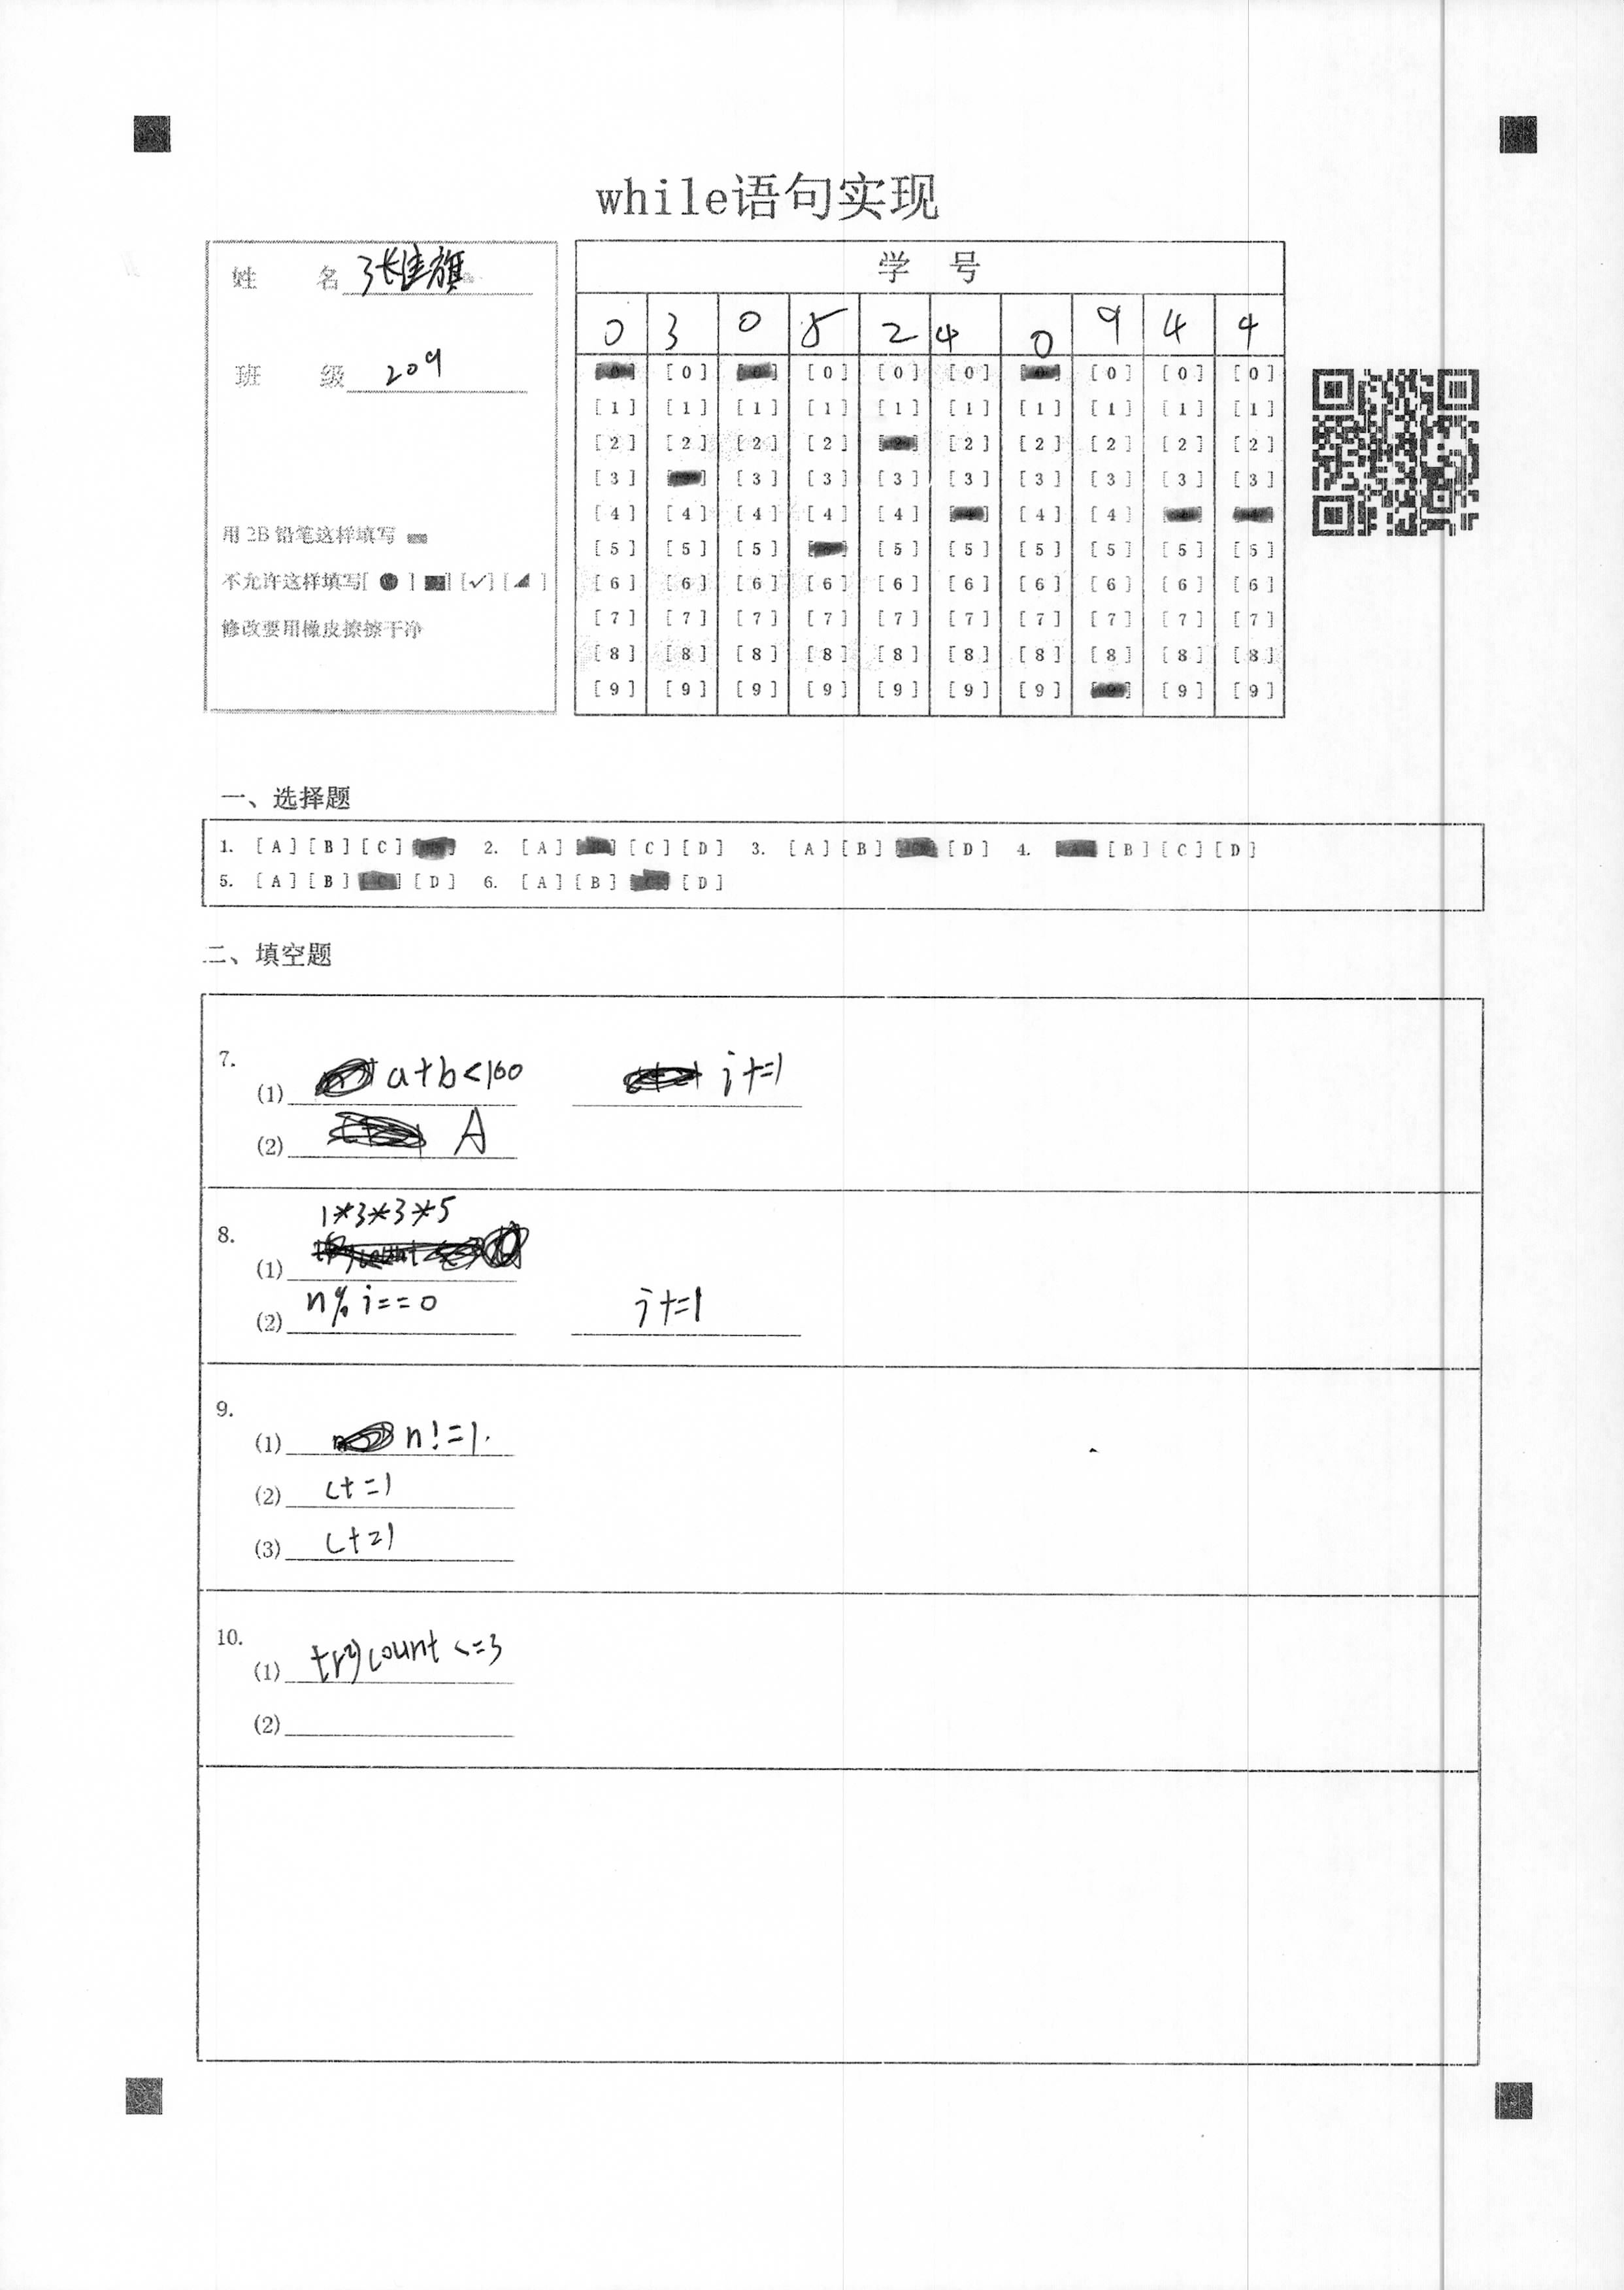 while语句实现
姓 名 张佳旗
班 级 209
用 2B 铅笔这样填写
不允许这样填写[ ● ] [■] [✓] [◢ ]
修改要用橡皮擦擦干净
学 号
0 3 0 5 2 4 0 9 4 4
[0] [0] [0] [0] [0] [0] [0] [0] [0] [0]
[1] [1] [1] [1] [1] [1] [1] [1] [1] [1]
[2] [2] [2] [2] [2] [2] [2] [2] [2] [2]
[3] [3] [3] [3] [3] [3] [3] [3] [3] [3]
[4] [4] [4] [4] [4] [4] [4] [4] [4] [4]
[5] [5] [5] [5] [5] [5] [5] [5] [5] [5]
[6] [6] [6] [6] [6] [6] [6] [6] [6] [6]
[7] [7] [7] [7] [7] [7] [7] [7] [7] [7]
[8] [8] [8] [8] [8] [8] [8] [8] [8] [8]
[9] [9] [9] [9] [9] [9] [9] [9] [9] [9]
一、选择题
1. [A] [B] [C] [D] 2. [A] [B] [C] [D] 3. [A] [B] [C] [D] 4. [A] [B] [C] [D]
5. [A] [B] [C] [D] 6. [A] [B] [C] [D]
二、填空题
7.
(1) a+b<100 i+=1
(2) A
8.
1*3*3*5
(1)
(2) n%i==0 i+=1
9.
(1) n!=1
(2) c+=1
(3) c+=1
10.
(1) trycount<=3
(2)